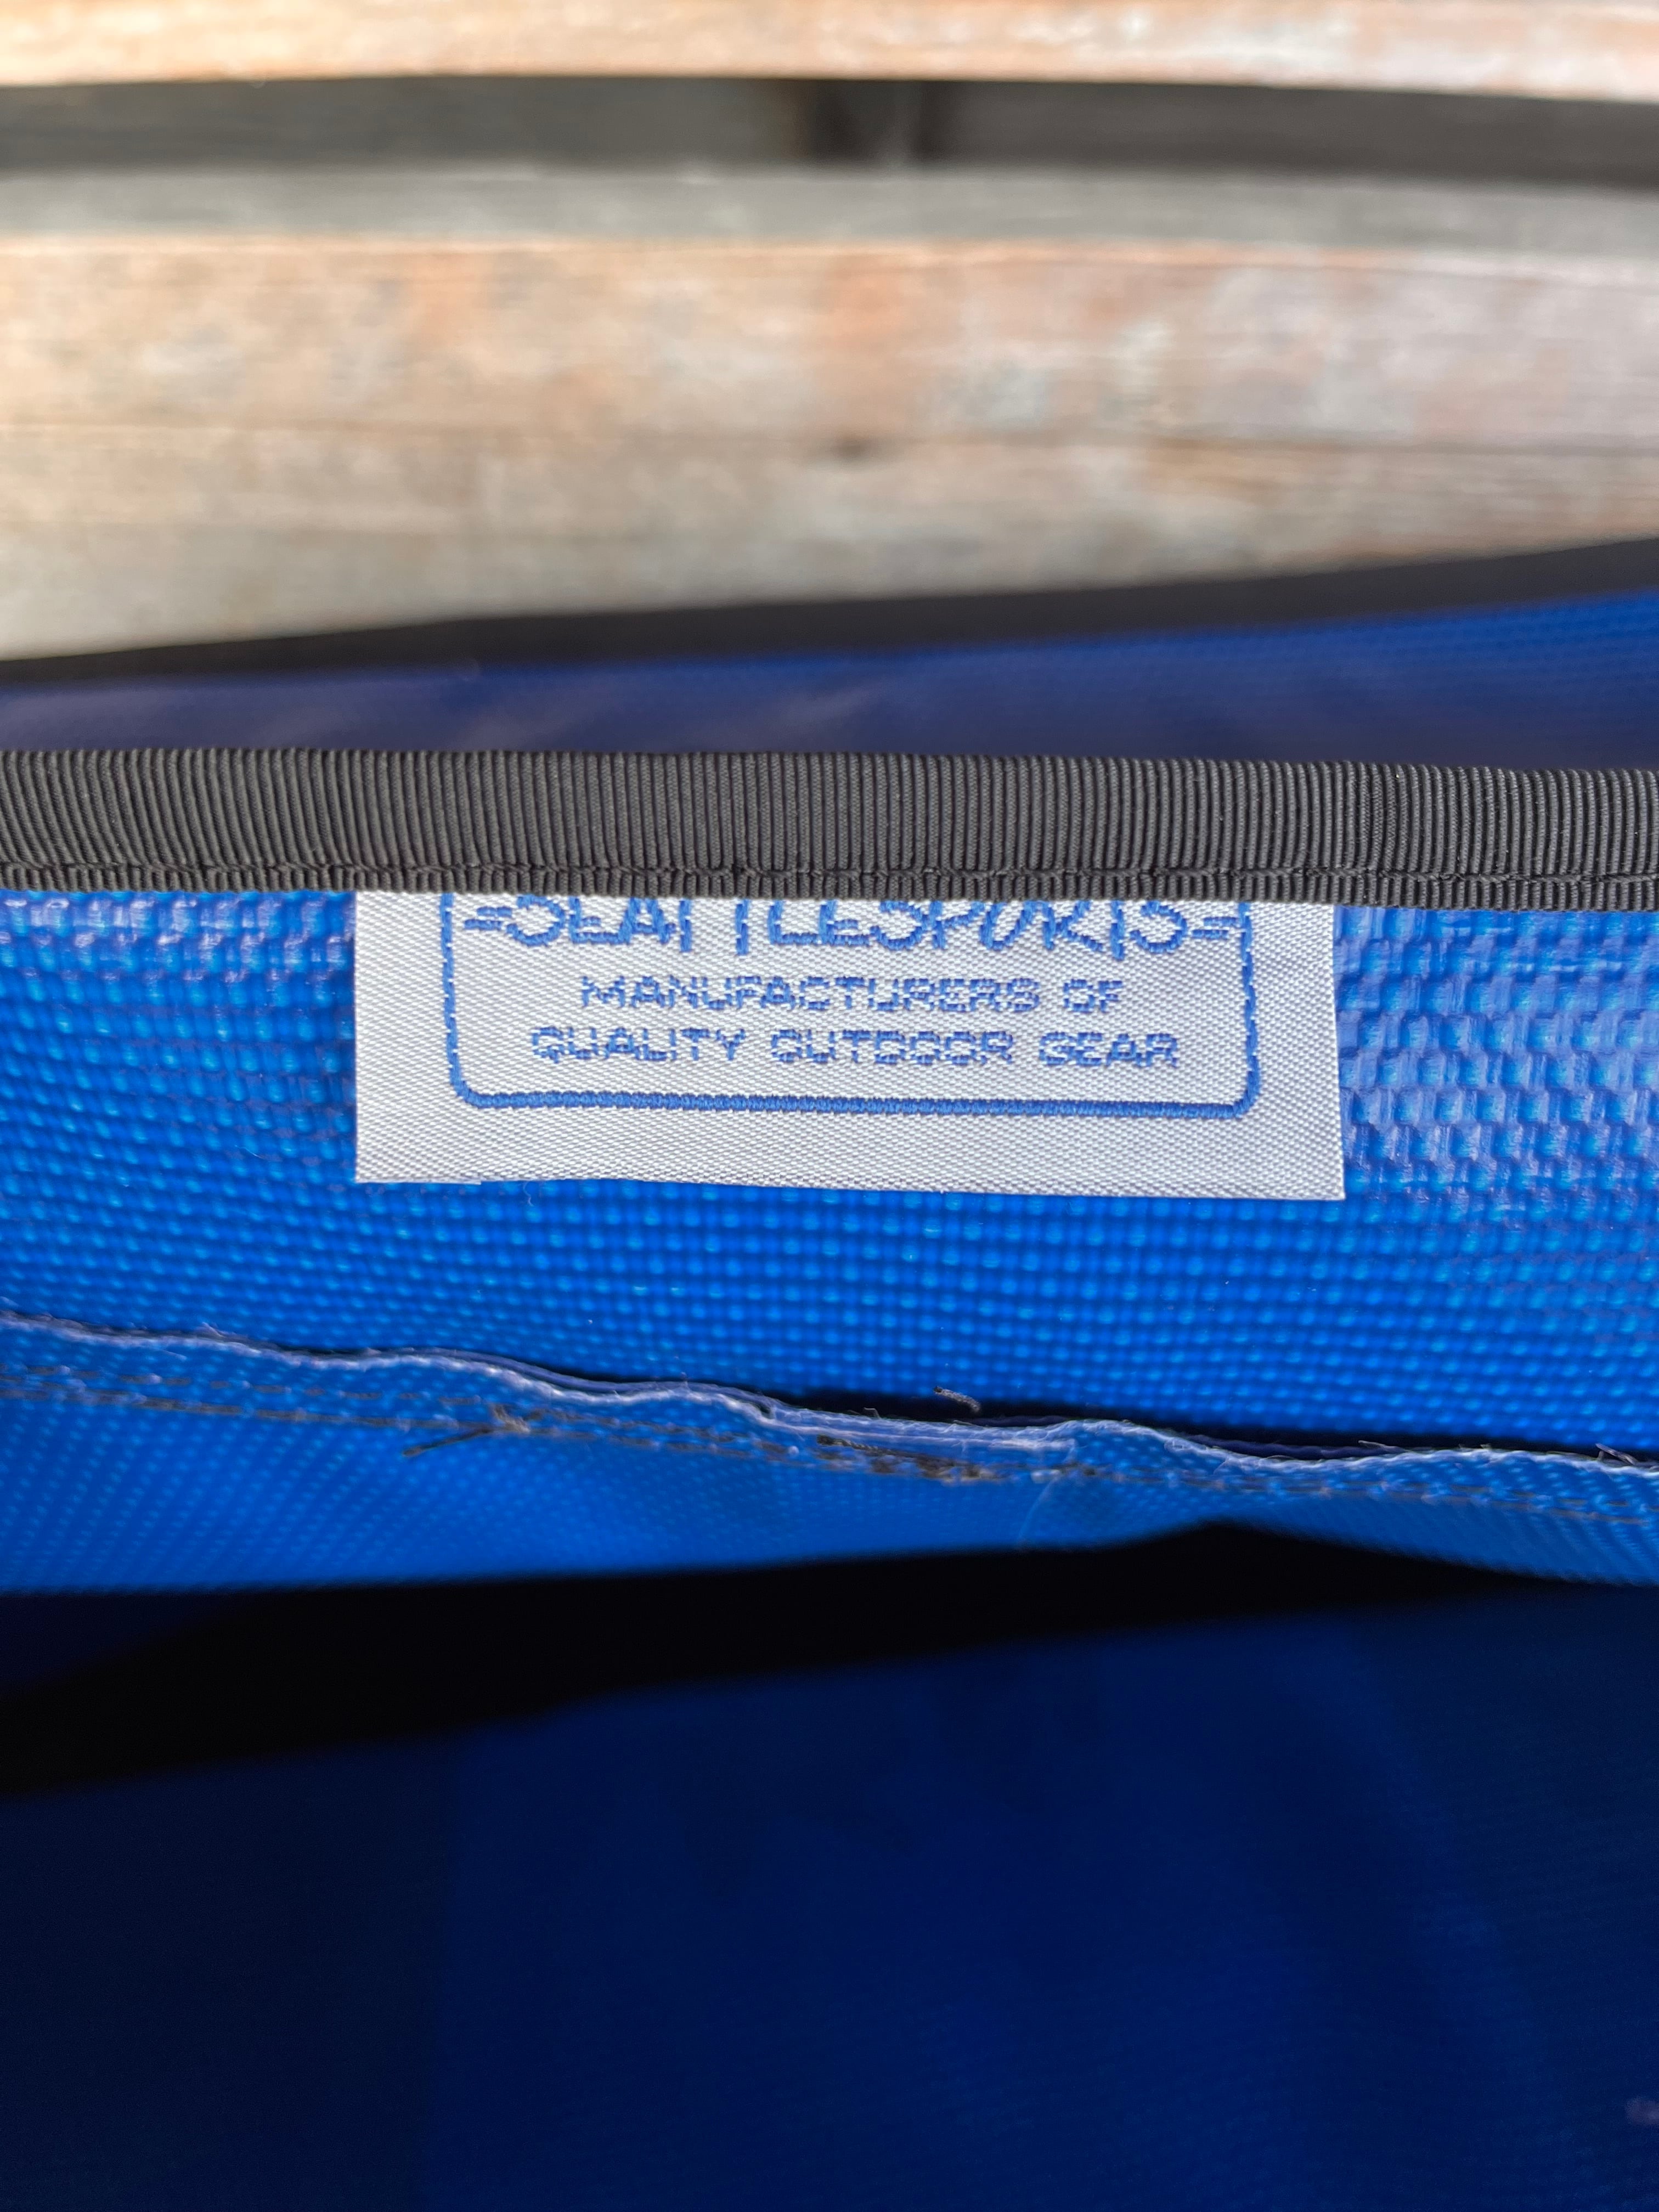 =SEATTLESPORTS=
MANUFACTURERS OF
QUALITY OUTDOOR GEAR